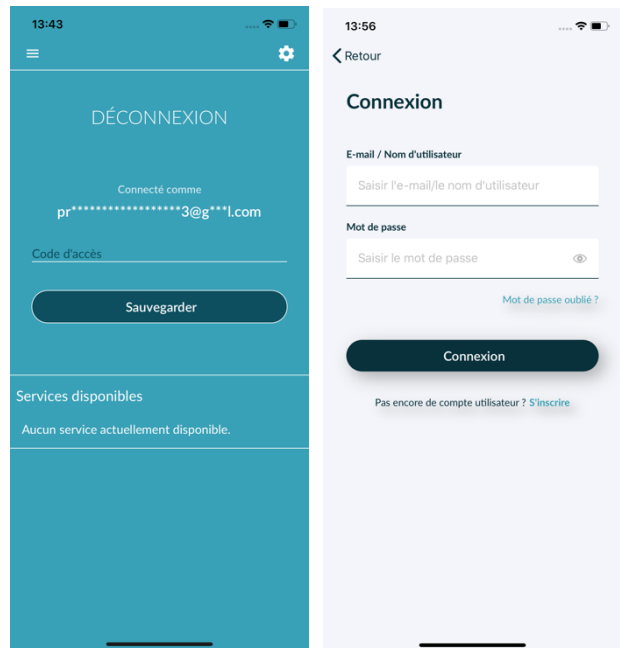 13:43
DÉCONNEXION
Connecté comme
pr******************3@g***l.com
Code d'accès
Sauvegarder
Services disponibles
Aucun service actuellement disponible.
13:56
Retour
Connexion
E-mail / Nom d'utilisateur
Saisir l'e-mail/le nom d'utilisateur
Mot de passe
Saisir le mot de passe
Mot de passe oublié ?
Connexion
Pas encore de compte utilisateur ? S'inscrire